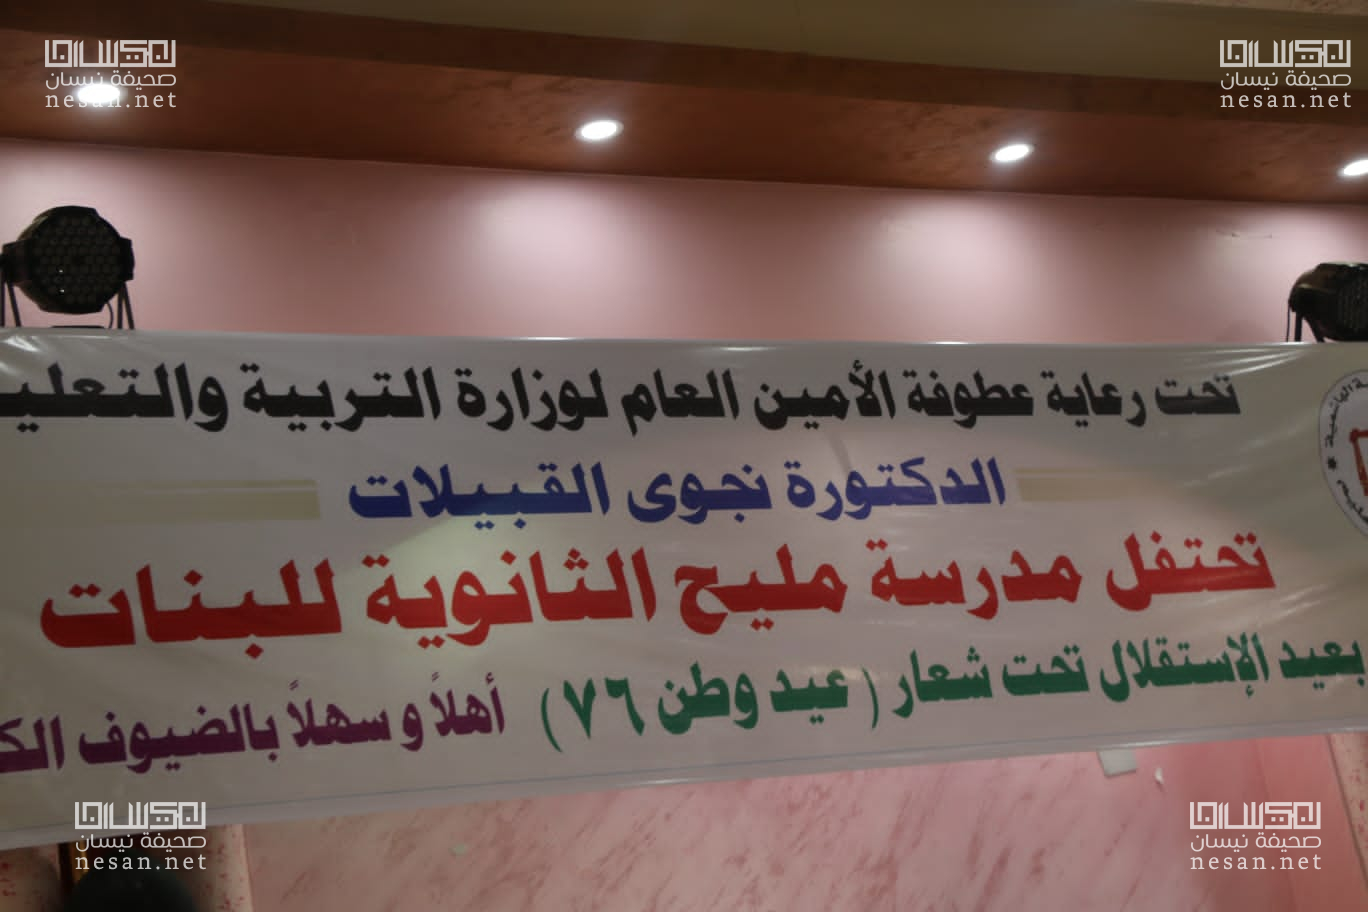 صحيفة نيسان
nesan.net
صحيفة نيسان
nesan.net
تحت رعاية عطوفة الأمين العام لوزارة التربية والتعليـ
الدكتورة نجوى القبيلات
تحتفل مدرسة مليح الثانوية للبنات
بعيد الإستقلال تحت شعار ( عيد وطن ٧٦ ) أهلاً و سهلاً بالضيوف الكـ
صحيفة نيسان
nesan.net
صحيفة نيسان
nesan.net